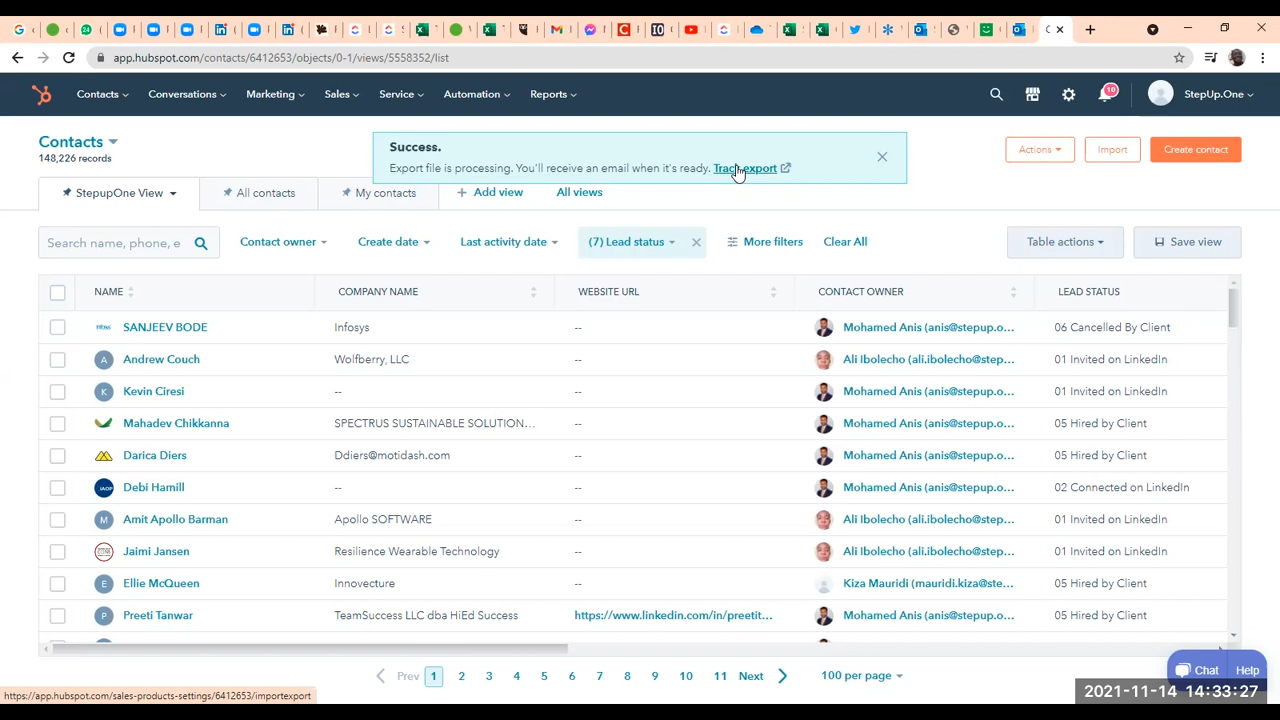 app.hubspot.com/contacts/6412653/objects/0-1/views/5558352/list
Contacts Conversations Marketing Sales Service Automation Reports 10 StepUp.One
Contacts
148,226 records
Success.
Export file is processing. You'll receive an email when it's ready. Track export
Actions Import Create contact
StepupOne View All contacts My contacts + Add view All views
Search name, phone, e Contact owner Create date Last activity date (7) Lead status More filters Clear All Table actions Save view
NAME COMPANY NAME WEBSITE URL CONTACT OWNER LEAD STATUS
SANJEEV BODE Infosys -- Mohamed Anis (anis@stepup.o... 06 Cancelled By Client
A Andrew Couch Wolfberry, LLC -- Ali Ibolecho (ali.ibolecho@step... 01 Invited on LinkedIn
K Kevin Ciresi -- -- Mohamed Anis (anis@stepup.o... 01 Invited on LinkedIn
Mahadev Chikkanna SPECTRUS SUSTAINABLE SOLUTION... -- Mohamed Anis (anis@stepup.o... 05 Hired by Client
Darica Diers Ddiers@motidash.com -- Mohamed Anis (anis@stepup.o... 05 Hired by Client
IAOP Debi Hamill -- -- Mohamed Anis (anis@stepup.o... 02 Connected on LinkedIn
M Amit Apollo Barman Apollo SOFTWARE -- Ali Ibolecho (ali.ibolecho@step... 01 Invited on LinkedIn
Jaimi Jansen Resilience Wearable Technology -- Ali Ibolecho (ali.ibolecho@step... 01 Invited on LinkedIn
E Ellie McQueen Innovecture -- Kiza Mauridi (mauridi.kiza@ste... 05 Hired by Client
P Preeti Tanwar TeamSuccess LLC dba HiEd Success https://www.linkedin.com/in/preetit... Mohamed Anis (anis@stepup.o... 05 Hired by Client
Prev 1 2 3 4 5 6 7 8 9 10 11 Next 100 per page
Chat Help
https://app.hubspot.com/sales-products-settings/6412653/importexport
2021-11-14 14:33:27